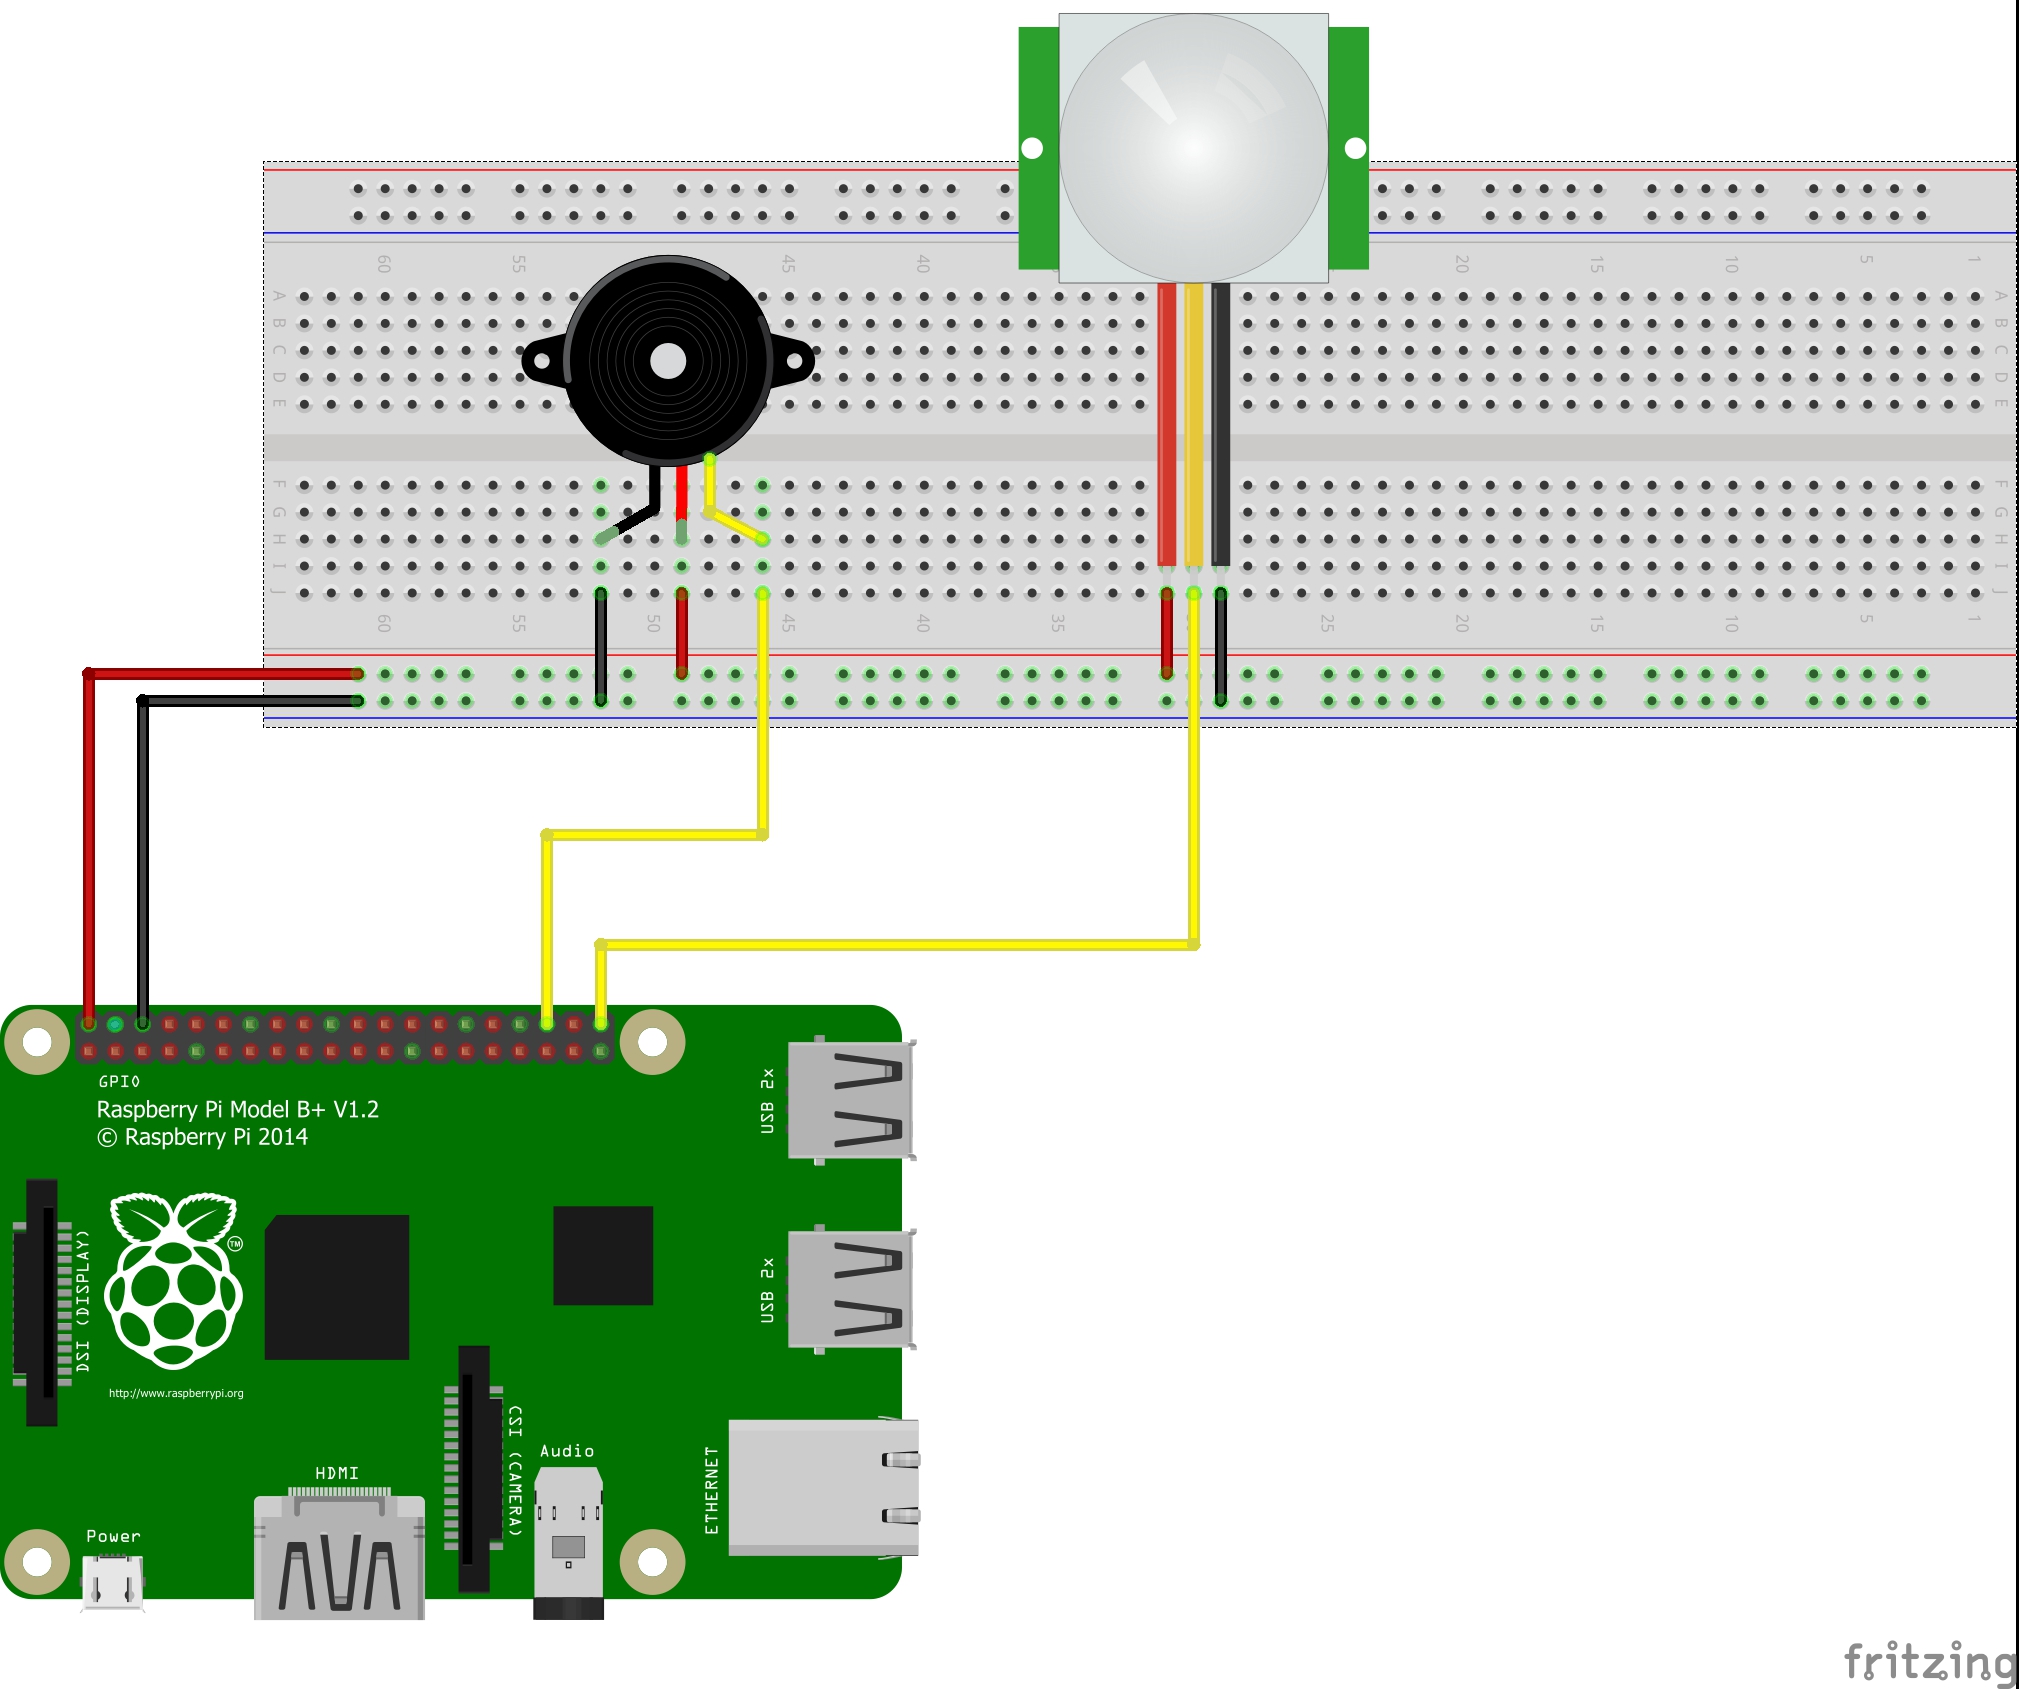 60 55 45 40 20 15 10 5 1
A A
B B
C C
D D
E E
F F
G G
H H
I I
J J
60 55 50 45 40 35 25 20 15 10 5 1
GPIO
Raspberry Pi Model B+ V1.2
© Raspberry Pi 2014
USB 2x
DSI (DISPLAY)
TM
USB 2x
http://www.raspberrypi.org
CSI (CAMERA)
Audio
ETHERNET
HDMI
Power
fritzing